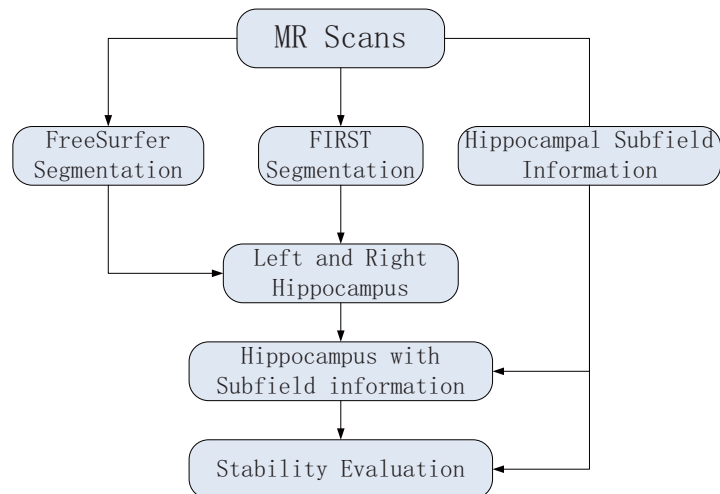 MR Scans
FreeSurfer
Segmentation
FIRST
Segmentation
Hippocampal Subfield
Information
Left and Right
Hippocampus
Hippocampus with
Subfield information
Stability Evaluation